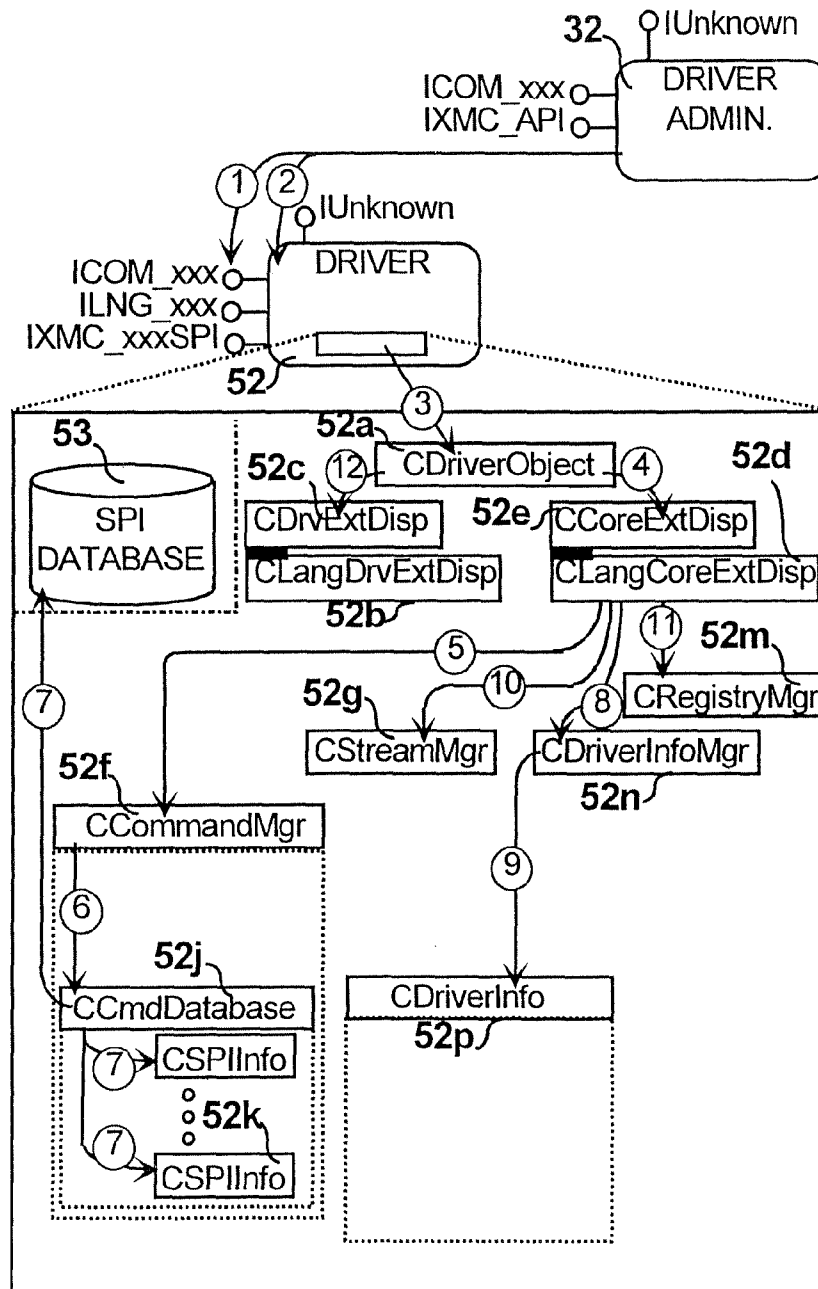 32
IUnknown
ICOM_xxx
IXMC_API
DRIVER
ADMIN.
1
2
IUnknown
ICOM_xxx
ILNG_xxx
IXMC_xxxSPI
DRIVER
52
3
53
52a
52c
12
CDriverObject
4
52d
SPI
DATABASE
CDrvExtDisp
52e
CCoreExtDisp
CLangDrvExtDisp
CLangCoreExtDisp
52b
5
11
52m
7
52g
10
8
CRegistryMgr
CStreamMgr
CDriverInfoMgr
52f
52n
CCommandMgr
9
6
52j
CCmdDatabase
CDriverInfo
52p
7
CSPIInfo
52k
7
CSPIInfo